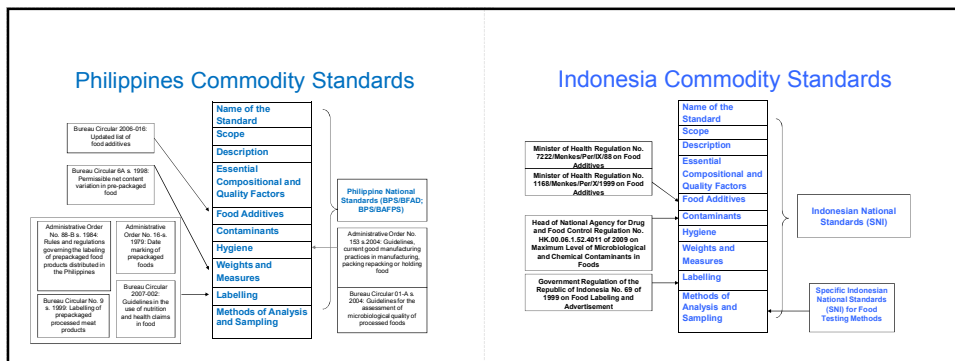 Philippines Commodity Standards
Bureau Circular 2006-016:
Updated list of
food additives
Bureau Circular 6A s. 1998:
Permissible net content
variation in pre-packaged
food
Administrative Order
No. 88-B s. 1984:
Rules and regulations
governing the labeling
of prepackaged food
products distributed in
the Philippines
Administrative
Order No. 16-s.
1979: Date
marking of
prepackaged
foods
Bureau Circular No. 9
s. 1999: Labelling of
prepackaged
processed meat
products
Bureau Circular
2007-002:
Guidelines in the
use of nutrition
and health claims
in food
Name of the
Standard
Scope
Description
Essential
Compositional and
Quality Factors
Food Additives
Contaminants
Hygiene
Weights and
Measures
Labelling
Methods of Analysis
and Sampling
Philippine National
Standards (BPS/BFAD;
BPS/BAFPS)
Administrative Order No.
153 s.2004: Guidelines,
current good manufacturing
practices in manufacturing,
packing repacking or holding
food
Bureau Circular 01-A s.
2004: Guidelines for the
assessment of
microbiological quality of
processed foods
Indonesia Commodity Standards
Minister of Health Regulation No.
7222/Menkes/Per/IX/88 on Food
Additives
Minister of Health Regulation No.
1168/Menkes/Per/X/1999 on Food
Additives
Head of National Agency for Drug
and Food Control Regulation No.
HK.00.06.1.52.4011 of 2009 on
Maximum Level of Microbiological
and Chemical Contaminants in
Foods
Government Regulation of the
Republic of Indonesia No. 69 of
1999 on Food Labeling and
Advertisement
Name of the
Standard
Scope
Description
Essential
Compositional and
Quality Factors
Food Additives
Contaminants
Hygiene
Weights and
Measures
Labelling
Methods of
Analysis and
Sampling
Indonesian National
Standards (SNI)
Specific Indonesian
National Standards
(SNI) for Food
Testing Methods